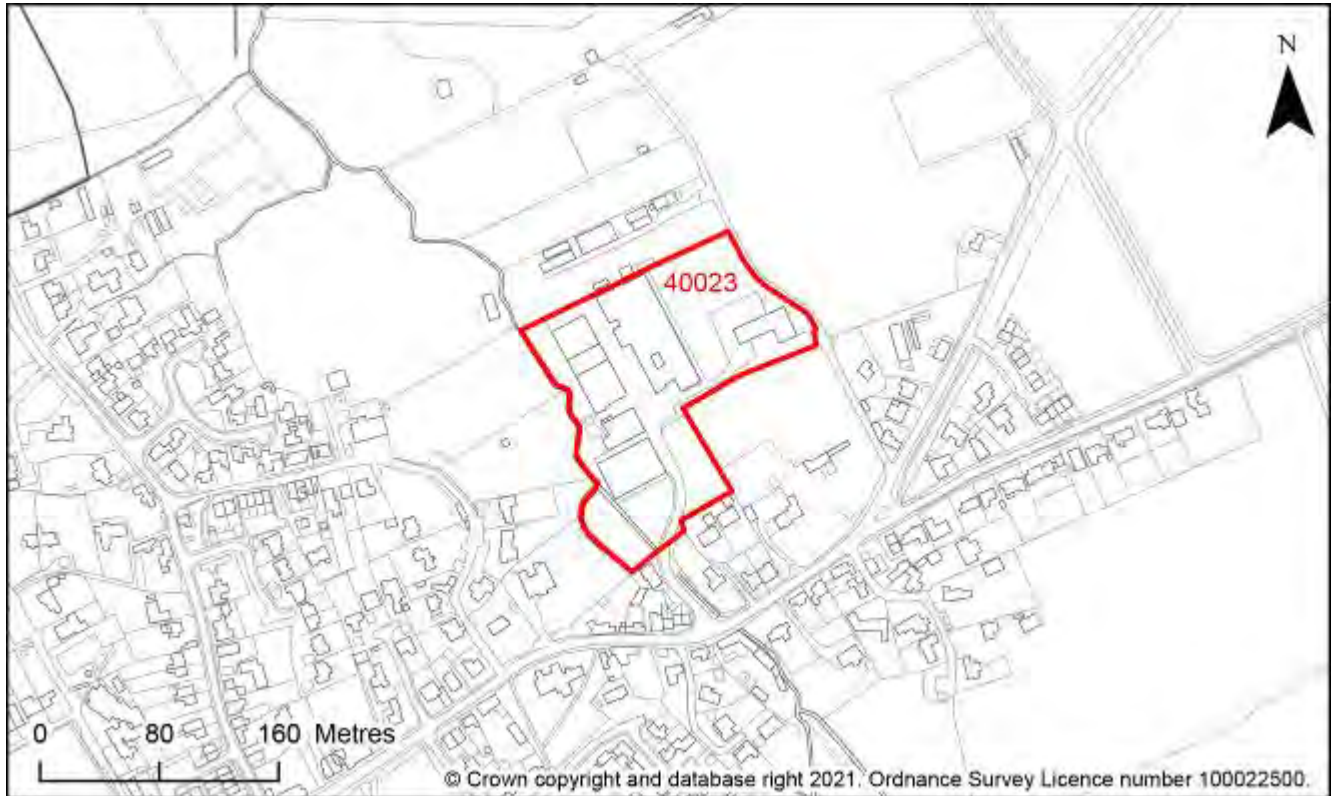 N
40023
0 80 160 Metres
© Crown copyright and database right 2021. Ordnance Survey Licence number 100022500.